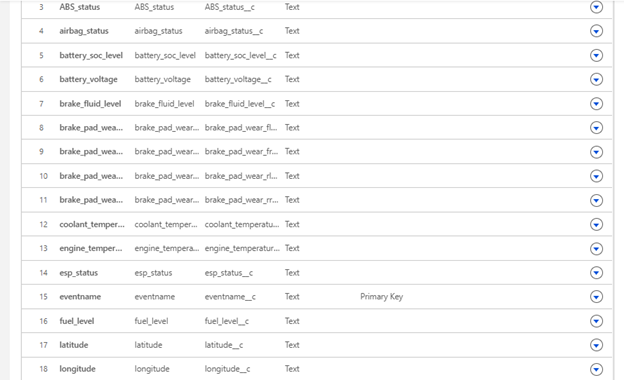 3 ABS_status ABS_status ABS_status__c Text
4 airbag_status airbag_status airbag_status__c Text
5 battery_soc_level battery_soc_level battery_soc_level__c Text
6 battery_voltage battery_voltage battery_voltage__c Text
7 brake_fluid_level brake_fluid_level brake_fluid_level__c Text
8 brake_pad_wea... brake_pad_wear... brake_pad_wear_fl... Text
9 brake_pad_wea... brake_pad_wear... brake_pad_wear_fr... Text
10 brake_pad_wea... brake_pad_wear... brake_pad_wear_rl... Text
11 brake_pad_wea... brake_pad_wear... brake_pad_wear_rr... Text
12 coolant_temper... coolant_temper... coolant_temperatu... Text
13 engine_temper... engine_tempera... engine_temperatur... Text
14 esp_status esp_status esp_status__c Text
15 eventname eventname eventname__c Text Primary Key
16 fuel_level fuel_level fuel_level__c Text
17 latitude latitude latitude__c Text
18 longitude longitude longitude__c Text